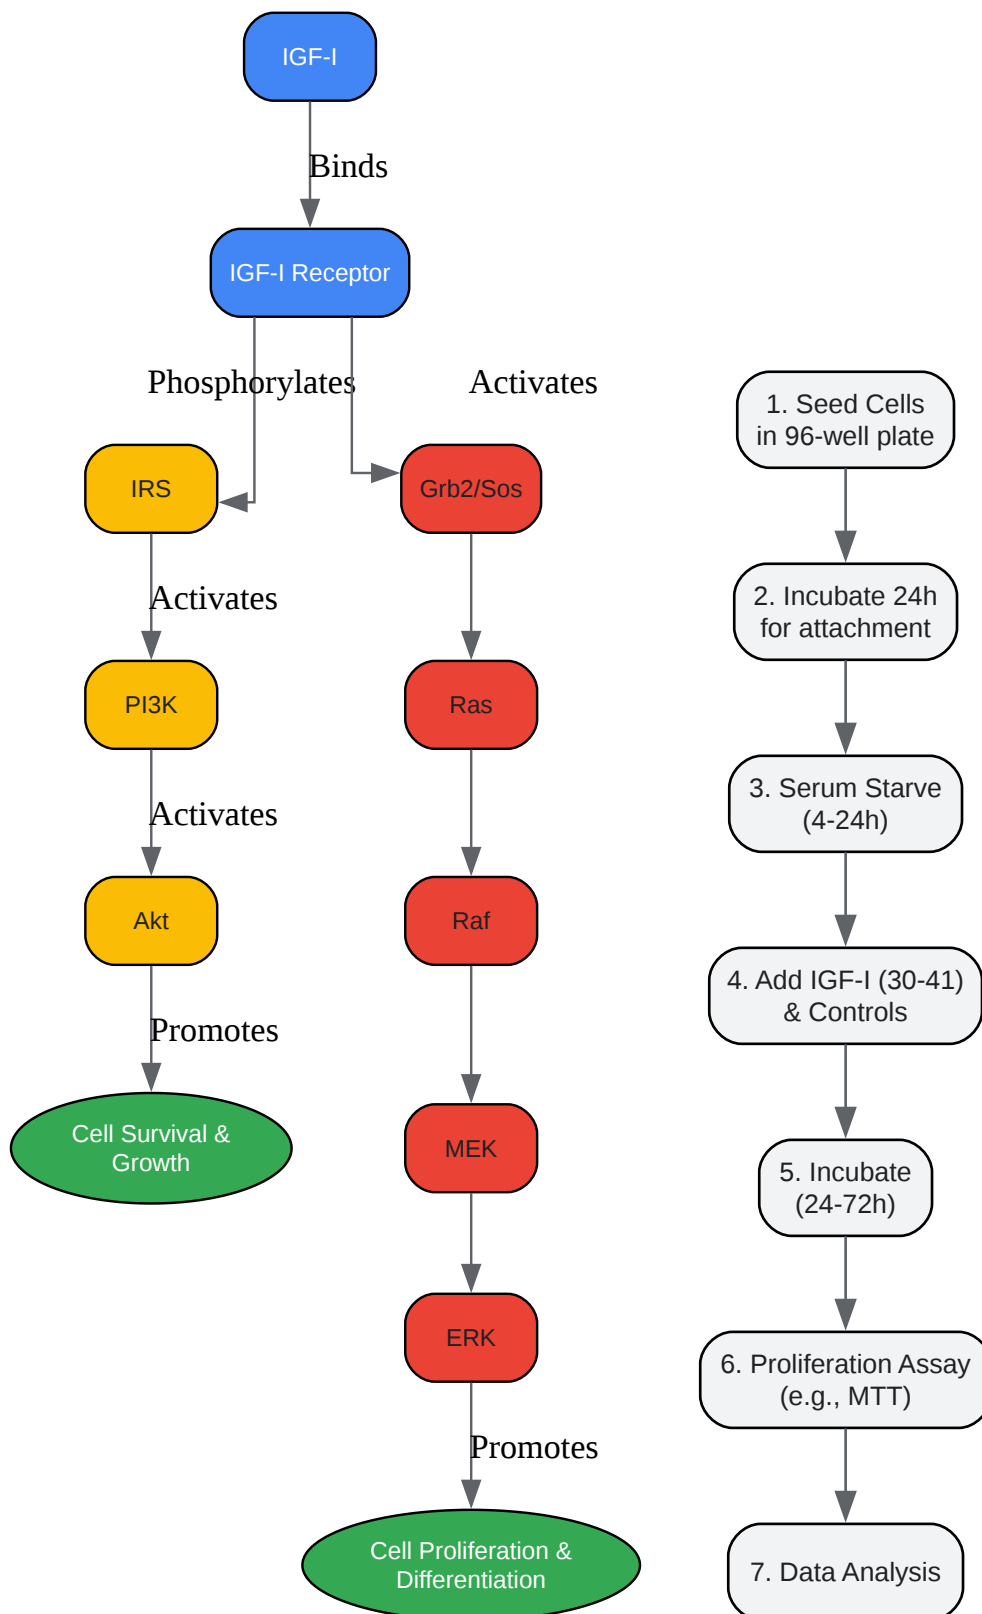 IGF-I
Binds
IGF-I Receptor
Phosphorylates
Activates
IRS
Grb2/Sos
Activates
PI3K
Ras
Activates
Akt
Raf
Promotes
Cell Survival &
Growth
MEK
ERK
Promotes
Cell Proliferation &
Differentiation
1. Seed Cells
in 96-well plate
2. Incubate 24h
for attachment
3. Serum Starve
(4-24h)
4. Add IGF-I (30-41)
& Controls
5. Incubate
(24-72h)
6. Proliferation Assay
(e.g., MTT)
7. Data Analysis